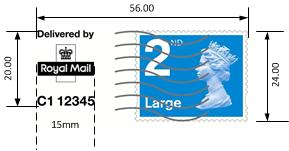 56.00
Delivered by
Royal Mail
C1 12345
15mm
20.00
2ND
Large
24.00